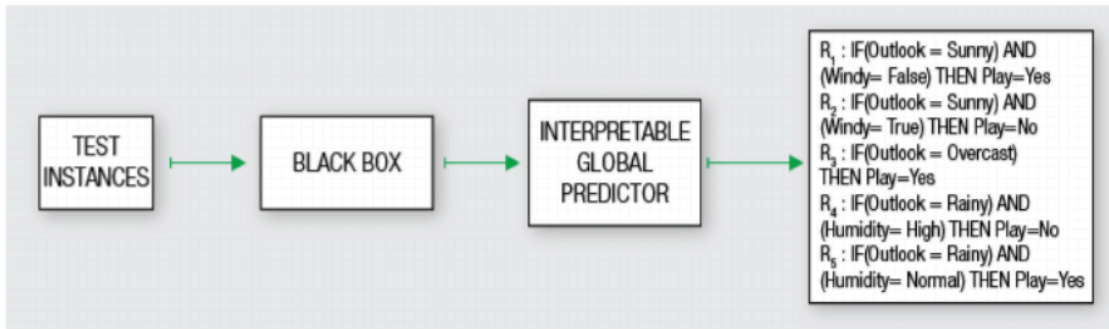 TEST
INSTANCES
BLACK BOX
INTERPRETABLE
GLOBAL
PREDICTOR
R₁ : IF(Outlook = Sunny) AND
(Windy= False) THEN Play=Yes
R₂ : IF(Outlook = Sunny) AND
(Windy= True) THEN Play=No
R₃ : IF(Outlook = Overcast)
THEN Play=Yes
R₄ : IF(Outlook = Rainy) AND
(Humidity= High) THEN Play=No
R₅ : IF(Outlook = Rainy) AND
(Humidity= Normal) THEN Play=Yes